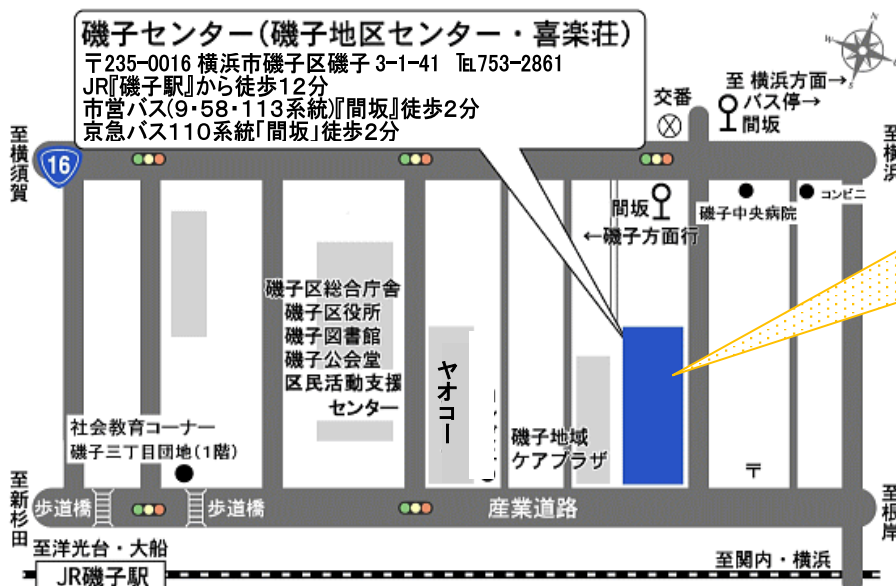 磯子センター(磯子地区センター・喜楽荘)
〒235-0016 横浜市磯子区磯子 3-1-41 ℡753-2861
JR『磯子駅』から徒歩12分
市営バス(9・58・113系統)『間坂』徒歩2分
京急バス110系統「間坂」徒歩2分
N
W
S
至 横浜方面→
交番
バス停→
間坂
至横須賀
16
至横浜
間坂
←磯子方面行
磯子中央病院
コンビニ
磯子区総合庁舎
磯子区役所
磯子図書館
磯子公会堂
区民活動支援
センター
ヤオコー
磯子地域
ケアプラザ
社会教育コーナー
磯子三丁目団地(1階)
〒
至新杉田
歩道橋
歩道橋
産業道路
至根岸
至洋光台・大船
JR磯子駅
至関内・横浜